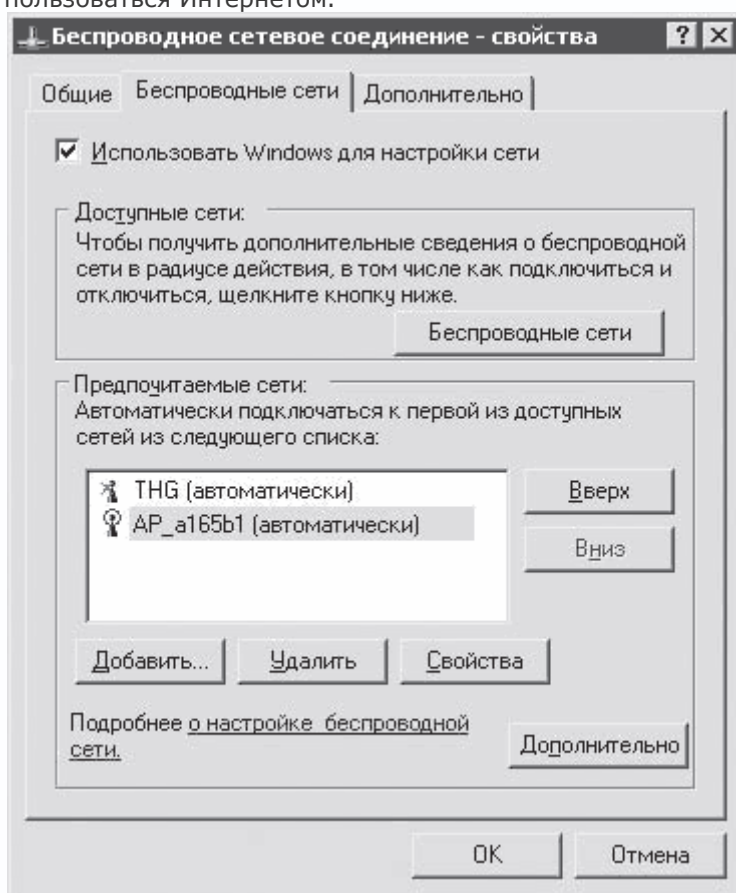 пользоваться Интернетом.
Беспроводное сетевое соединение - свойства
Общие
Беспроводные сети
Дополнительно
Использовать Windows для настройки сети
Доступные сети:
Чтобы получить дополнительные сведения о беспроводной
сети в радиусе действия, в том числе как подключиться и
отключиться, щелкните кнопку ниже.
Беспроводные сети
Предпочитаемые сети:
Автоматически подключаться к первой из доступных
сетей из следующего списка:
THG (автоматически)
AP_a165b1 (автоматически)
Вверх
Вниз
Добавить...
Удалить
Свойства
Подробнее о настройке беспроводной
сети.
Дополнительно
OK
Отмена